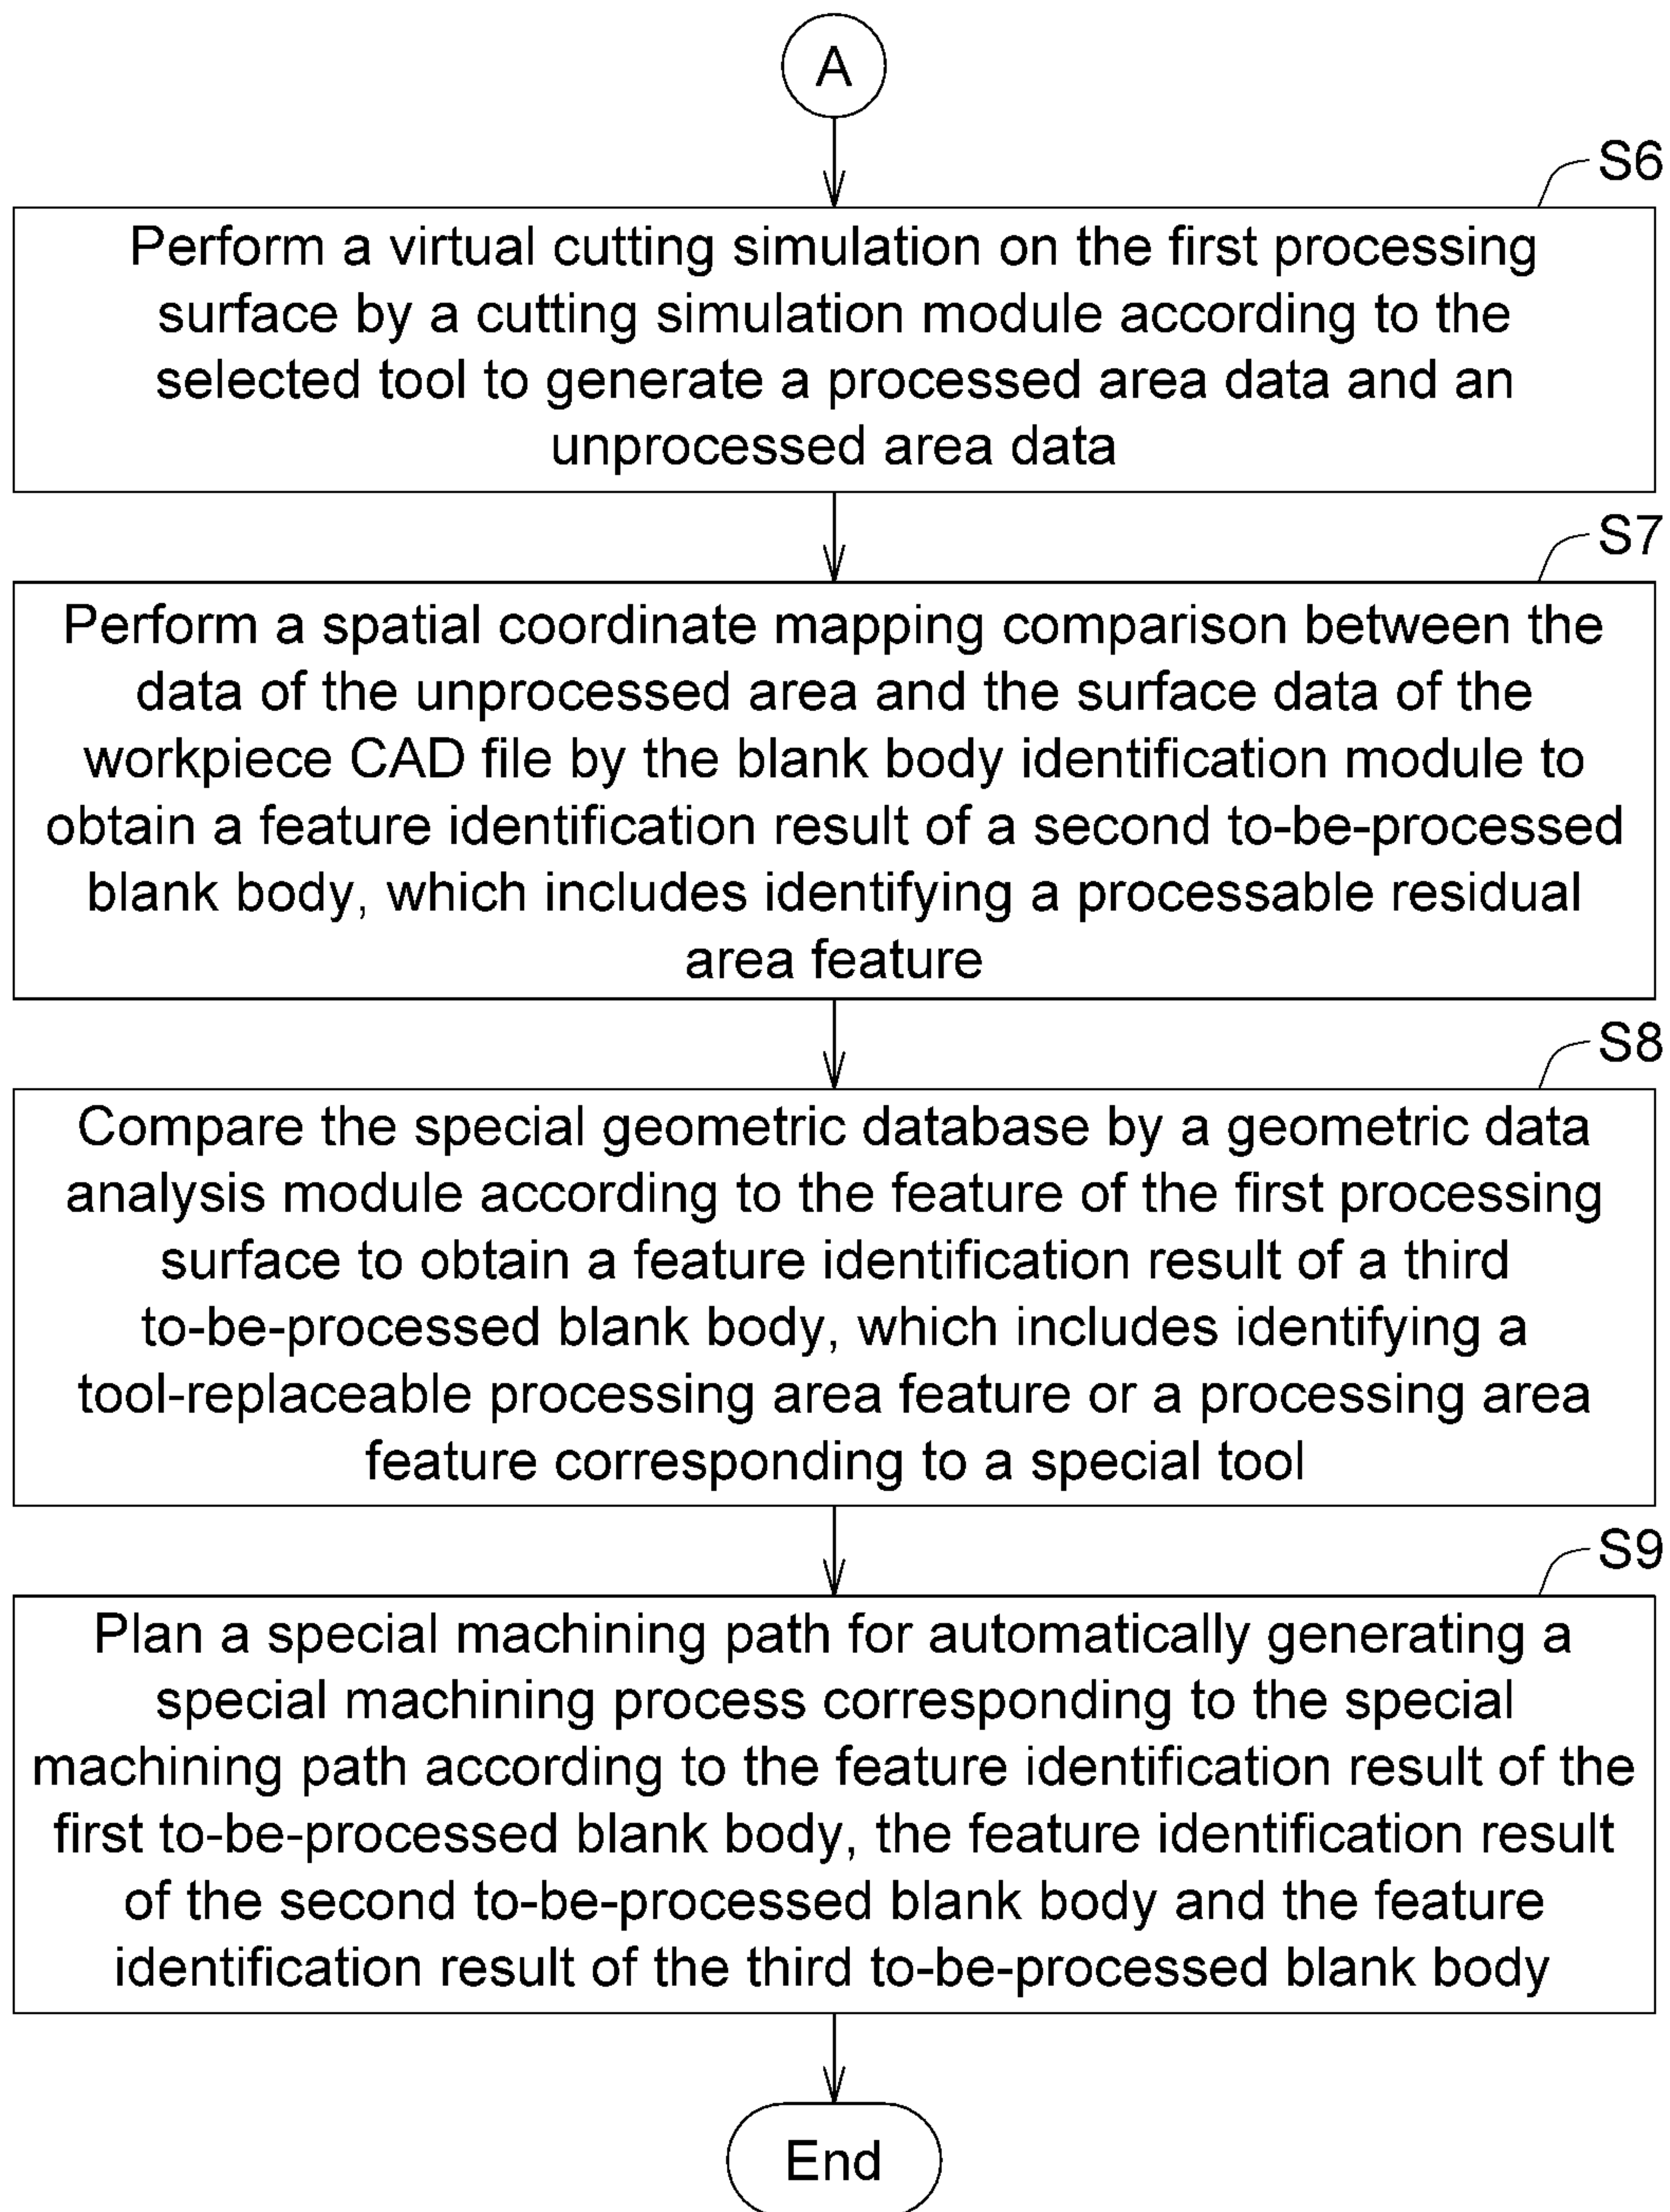 A
S6
Perform a virtual cutting simulation on the first processing
surface by a cutting simulation module according to the
selected tool to generate a processed area data and an
unprocessed area data
S7
Perform a spatial coordinate mapping comparison between the
data of the unprocessed area and the surface data of the
workpiece CAD file by the blank body identification module to
obtain a feature identification result of a second to-be-processed
blank body, which includes identifying a processable residual
area feature
S8
Compare the special geometric database by a geometric data
analysis module according to the feature of the first processing
surface to obtain a feature identification result of a third
to-be-processed blank body, which includes identifying a
tool-replaceable processing area feature or a processing area
feature corresponding to a special tool
S9
Plan a special machining path for automatically generating a
special machining process corresponding to the special
machining path according to the feature identification result of the
first to-be-processed blank body, the feature identification result
of the second to-be-processed blank body and the feature
identification result of the third to-be-processed blank body
End